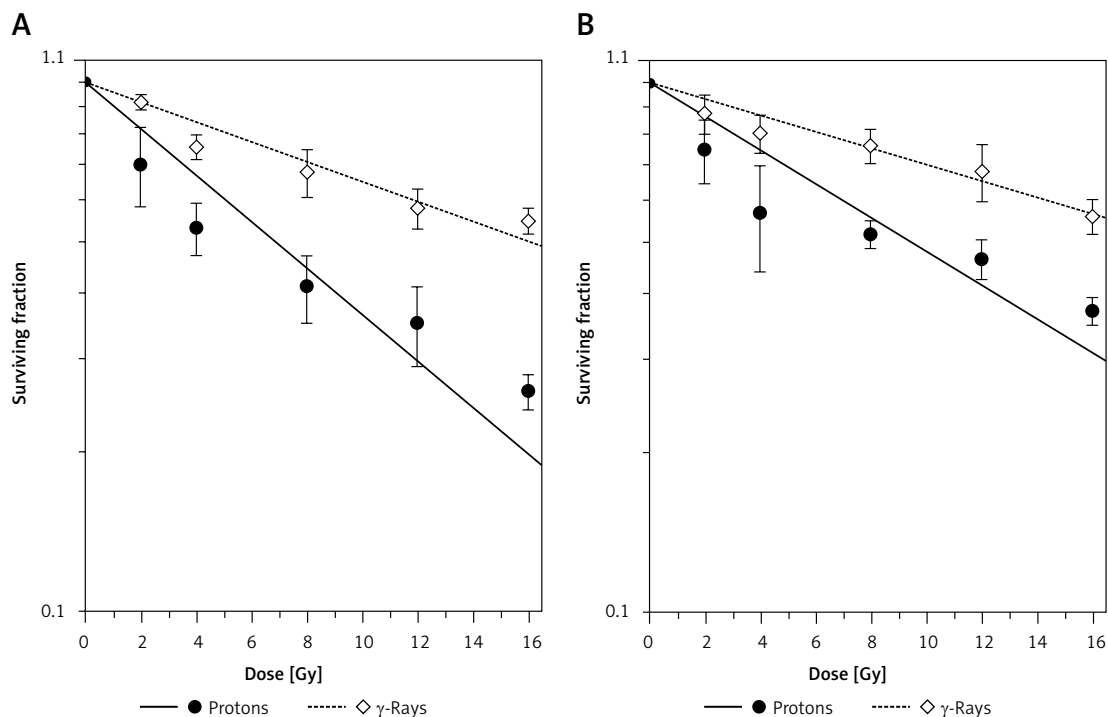 A
1.1
Surviving fraction
0.1
0 2 4 6 8 10 12 14 16
Dose [Gy]
Protons γ-Rays
B
1.1
Surviving fraction
0.1
0 2 4 6 8 10 12 14 16
Dose [Gy]
Protons γ-Rays